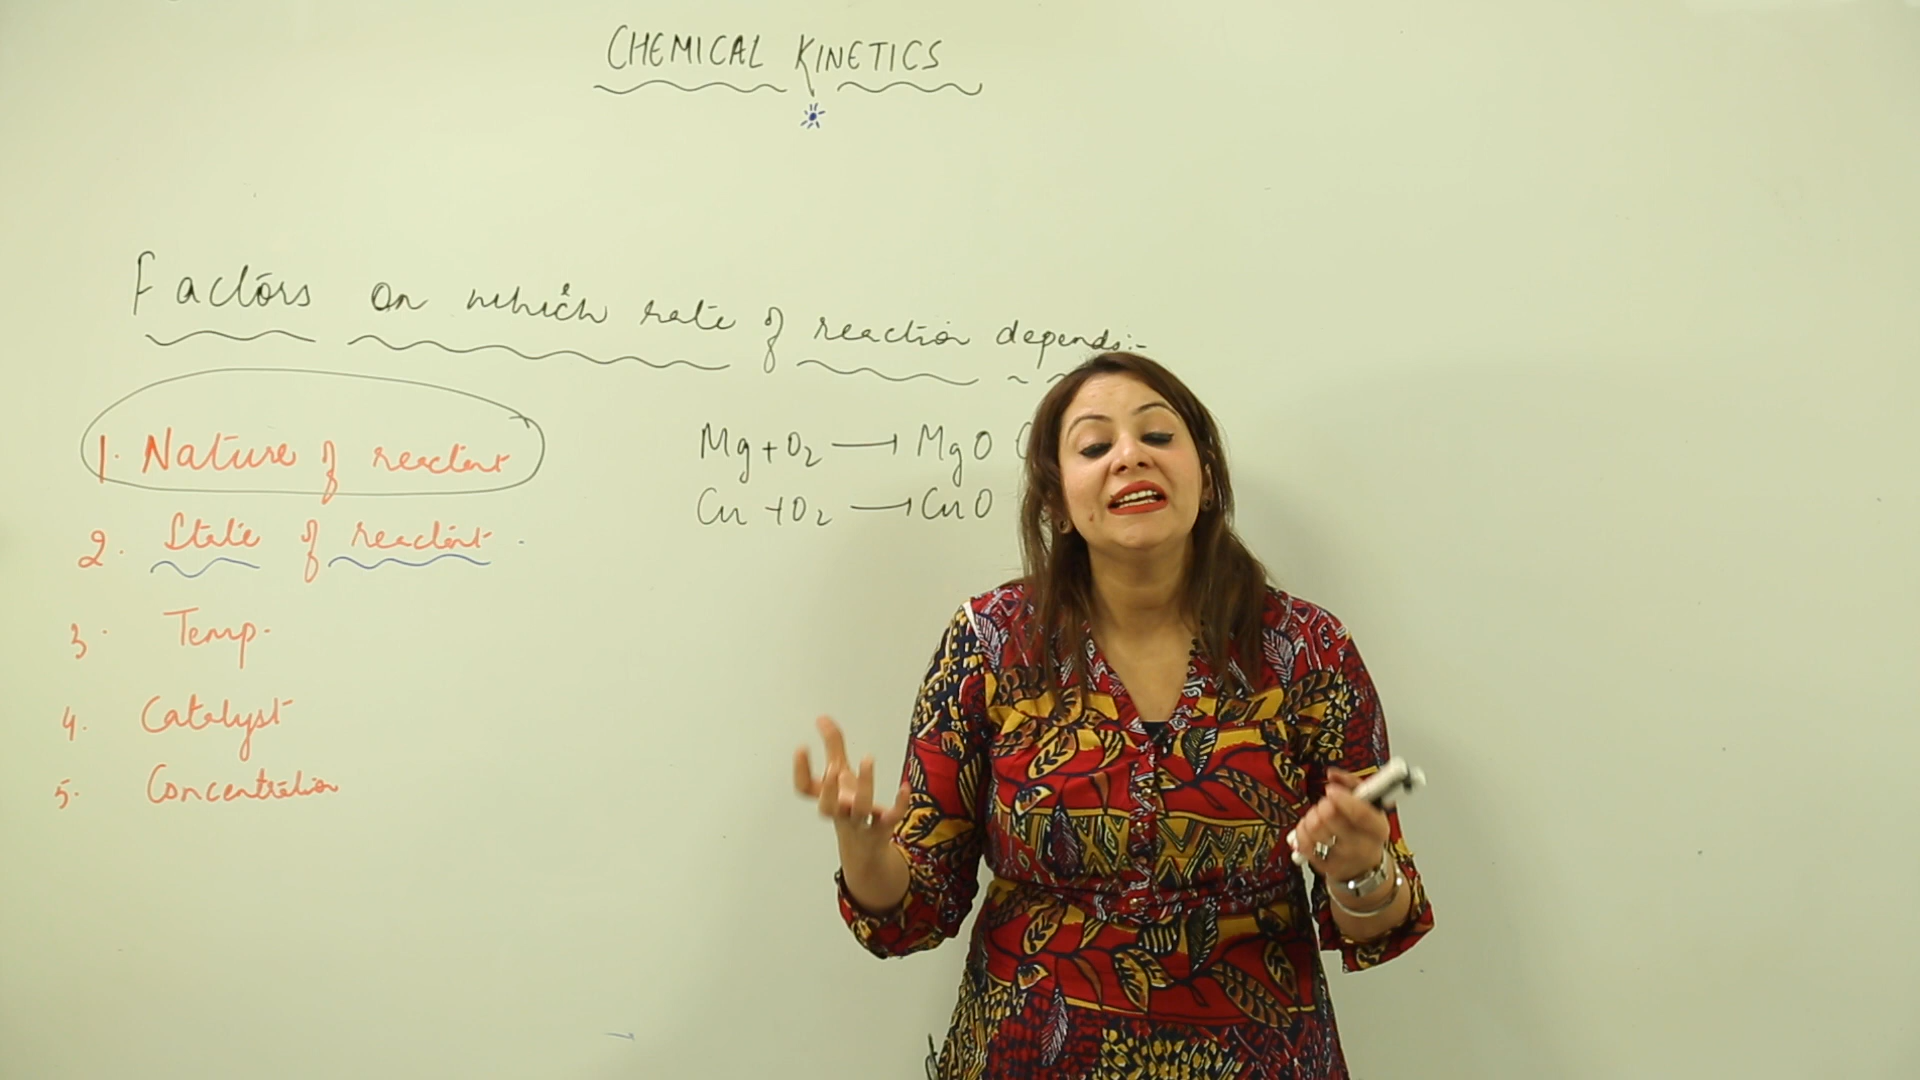 CHEMICAL KINETICS
Factors on which rate of reaction depends:-
1. Nature of reactant
2. State of reactant.
3. Temp.
4. Catalyst
5. Concentration
Mg + O₂ → MgO (
Cu + O₂ → CuO